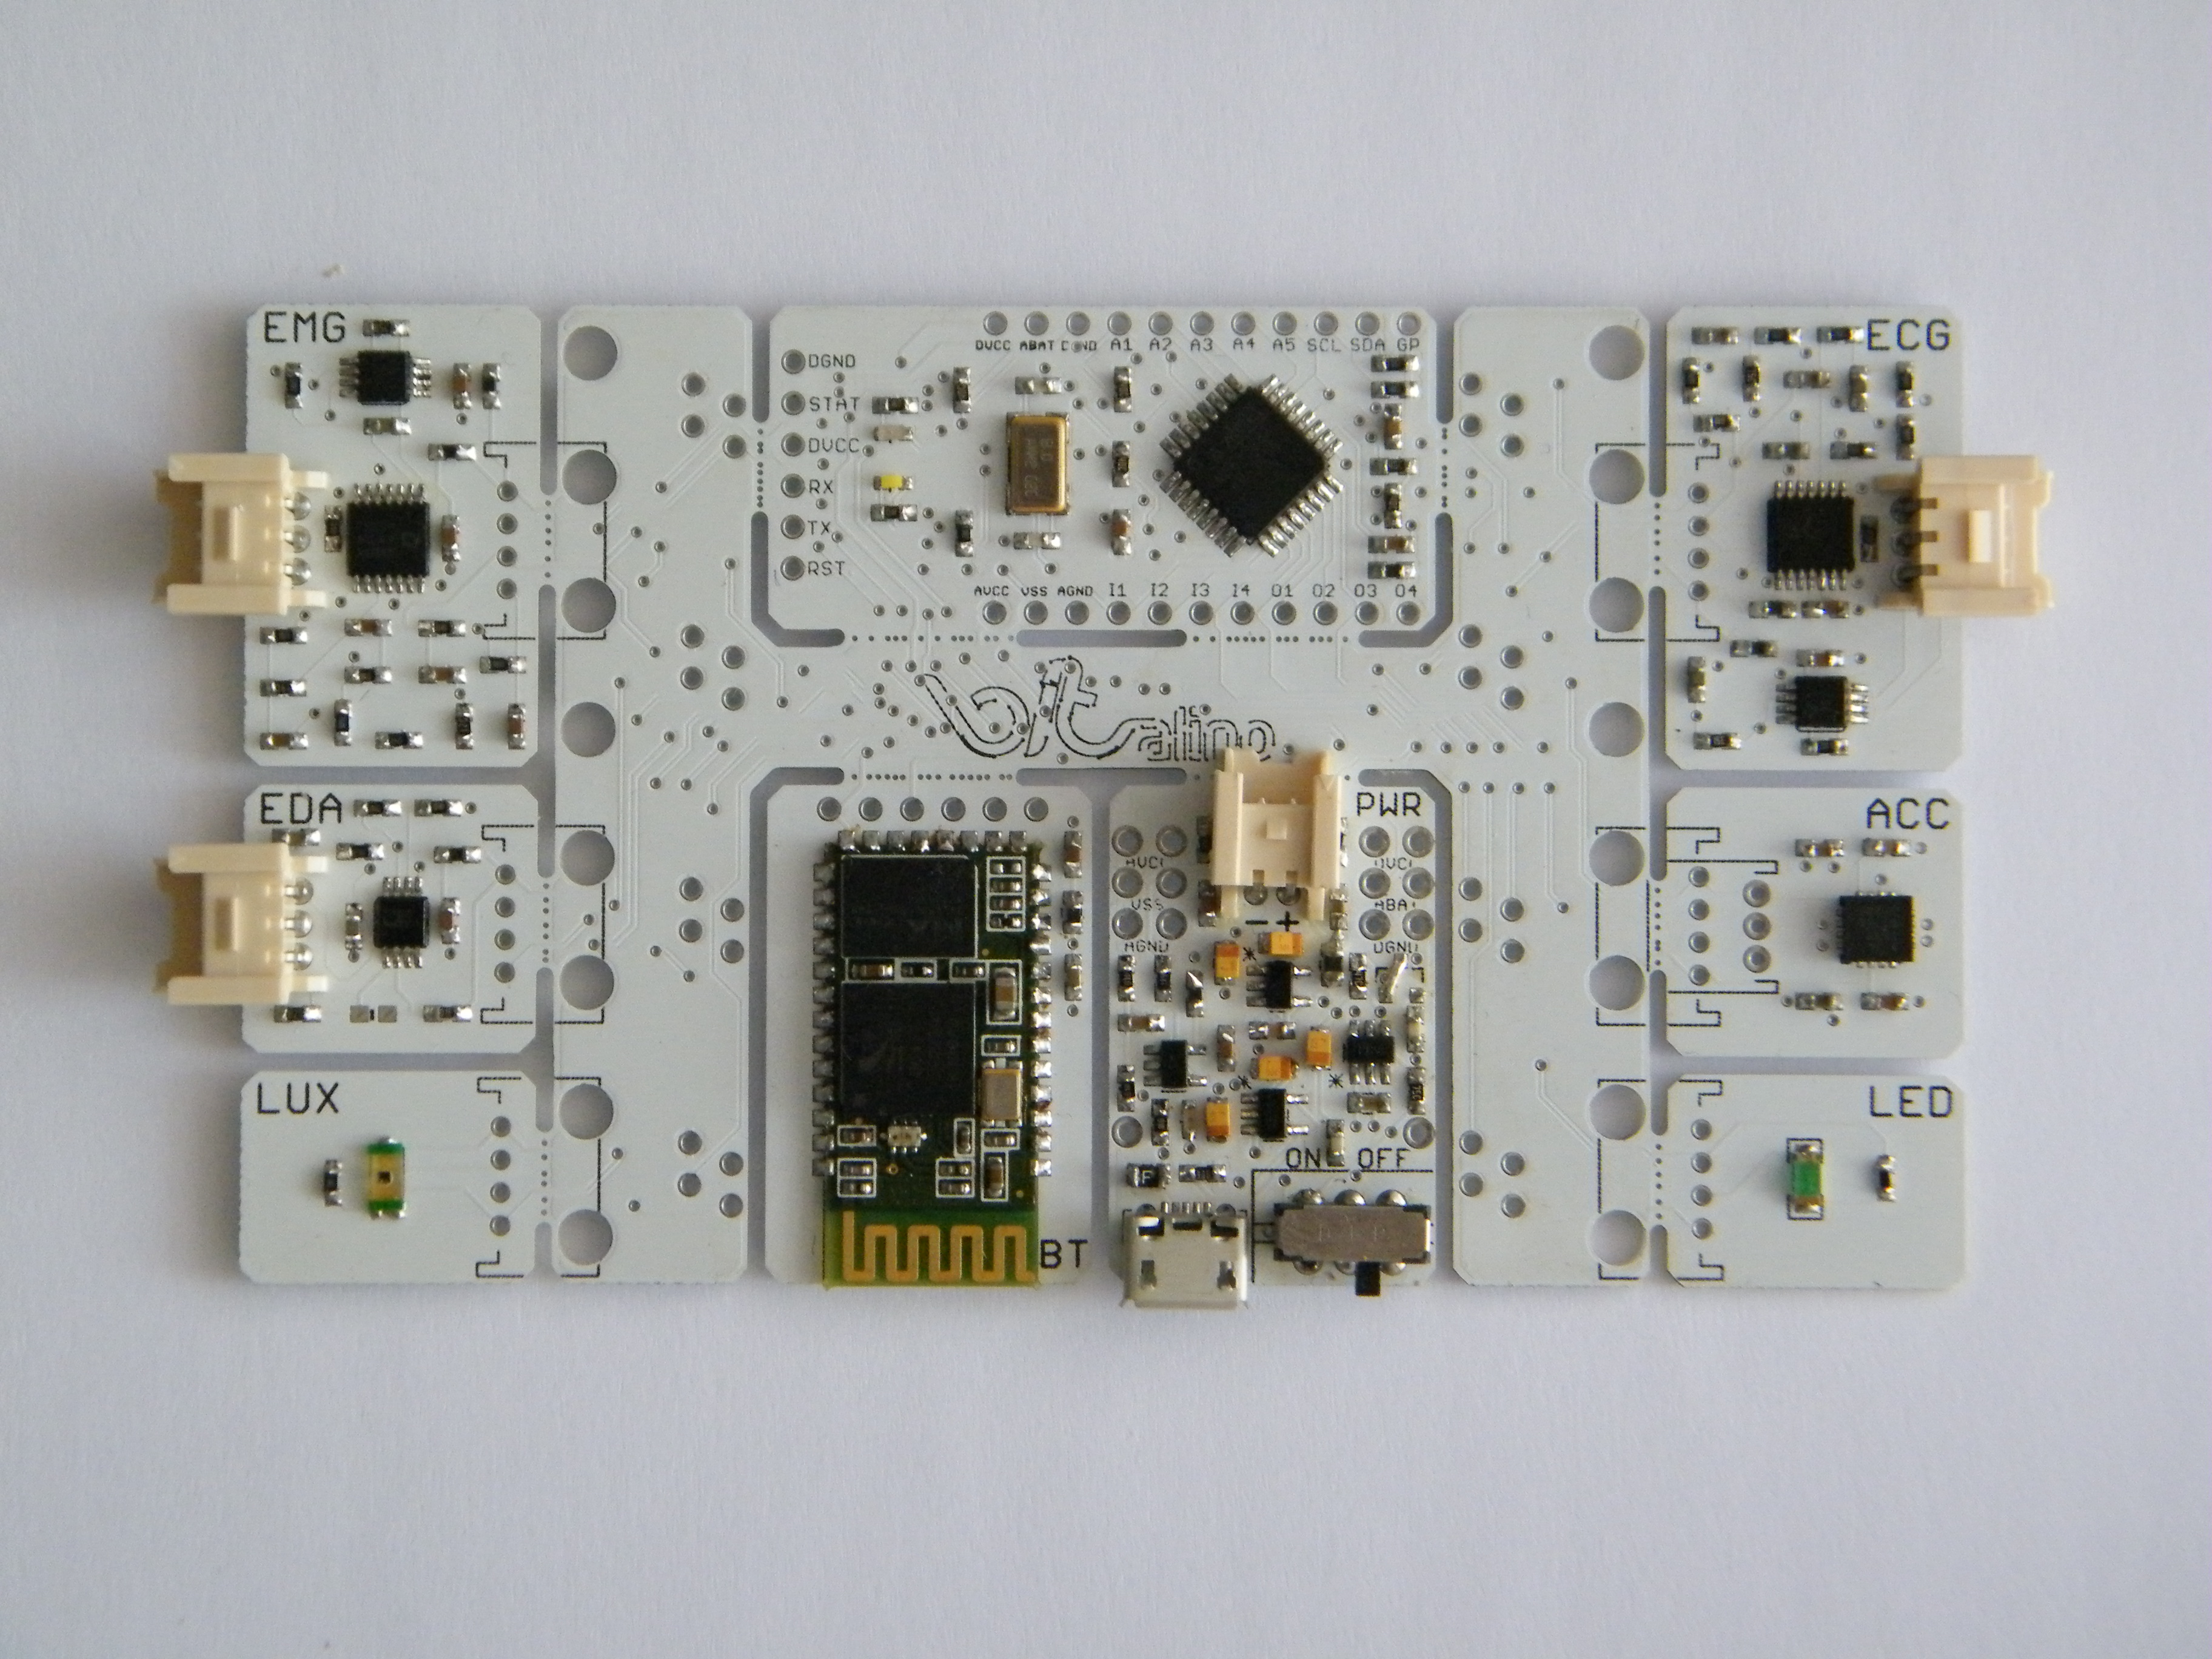 EMG
ECG
DVCC ABAT DGND A1 A2 A3 A4 A5 SCL SDA GP
DGND
STAT
DVCC
RX
TX
RST
AVCC VSS AGND I1 I2 I3 I4 O1 O2 O3 O4
bitalino
EDA
PWR
ACC
AVCC
VSS
AGND
DVCC
ABAT
DGND
- +
LUX
LED
ON OFF
BT